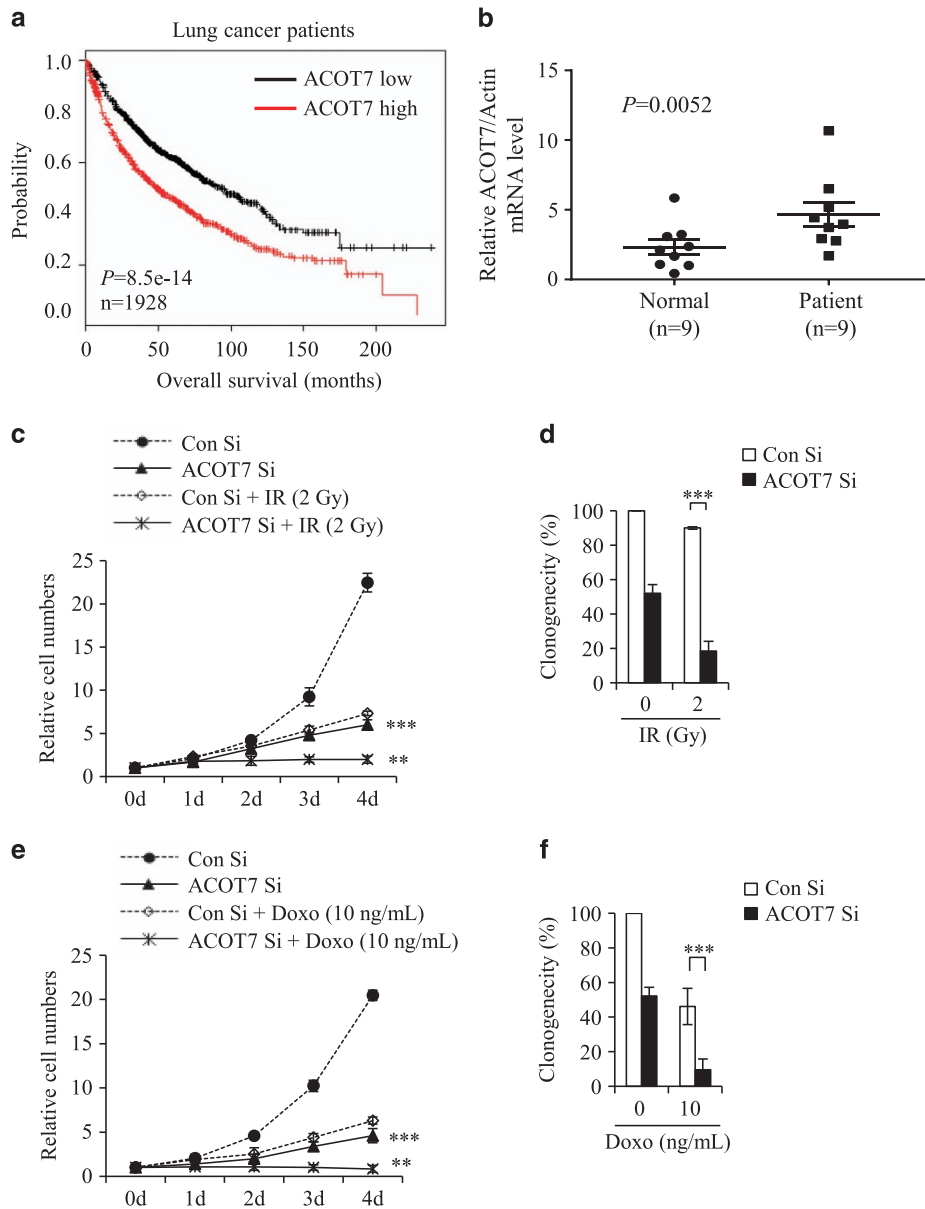 a
Lung cancer patients
ACOT7 low
ACOT7 high
Probability
1.0
0.8
0.6
0.4
0.2
0.0
P=8.5e-14
n=1928
0 50 100 150 200
Overall survival (months)
b
Relative ACOT7/Actin
mRNA level
15
10
5
0
P=0.0052
Normal
(n=9)
Patient
(n=9)
c
Con Si
ACOT7 Si
Con Si + IR (2 Gy)
ACOT7 Si + IR (2 Gy)
Relative cell numbers
25
20
15
10
5
0
***
**
0d 1d 2d 3d 4d
d
Con Si
ACOT7 Si
Clonogenecity (%)
100
80
60
40
20
0
***
0 2
IR (Gy)
e
Con Si
ACOT7 Si
Con Si + Doxo (10 ng/mL)
ACOT7 Si + Doxo (10 ng/mL)
Relative cell numbers
25
20
15
10
5
0
***
**
0d 1d 2d 3d 4d
f
Con Si
ACOT7 Si
Clonogenecity (%)
100
80
60
40
20
0
***
0 10
Doxo (ng/mL)